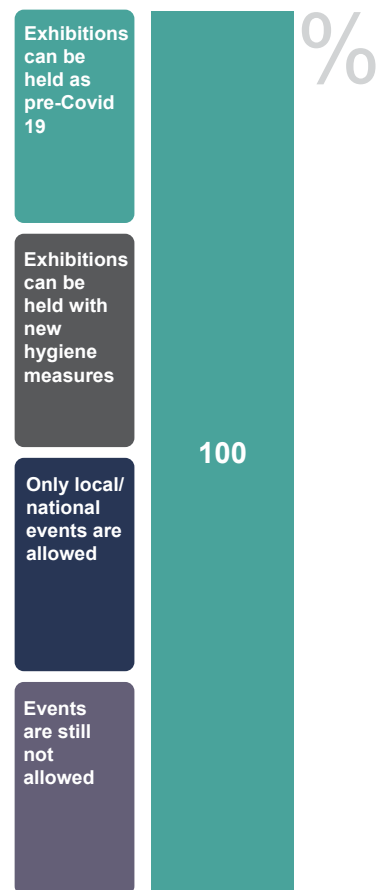 Exhibitions
can be
held as
pre-Covid
19
%
Exhibitions
can be
held with
new
hygiene
measures
100
Only local/
national
events are
allowed
Events
are still
not
allowed